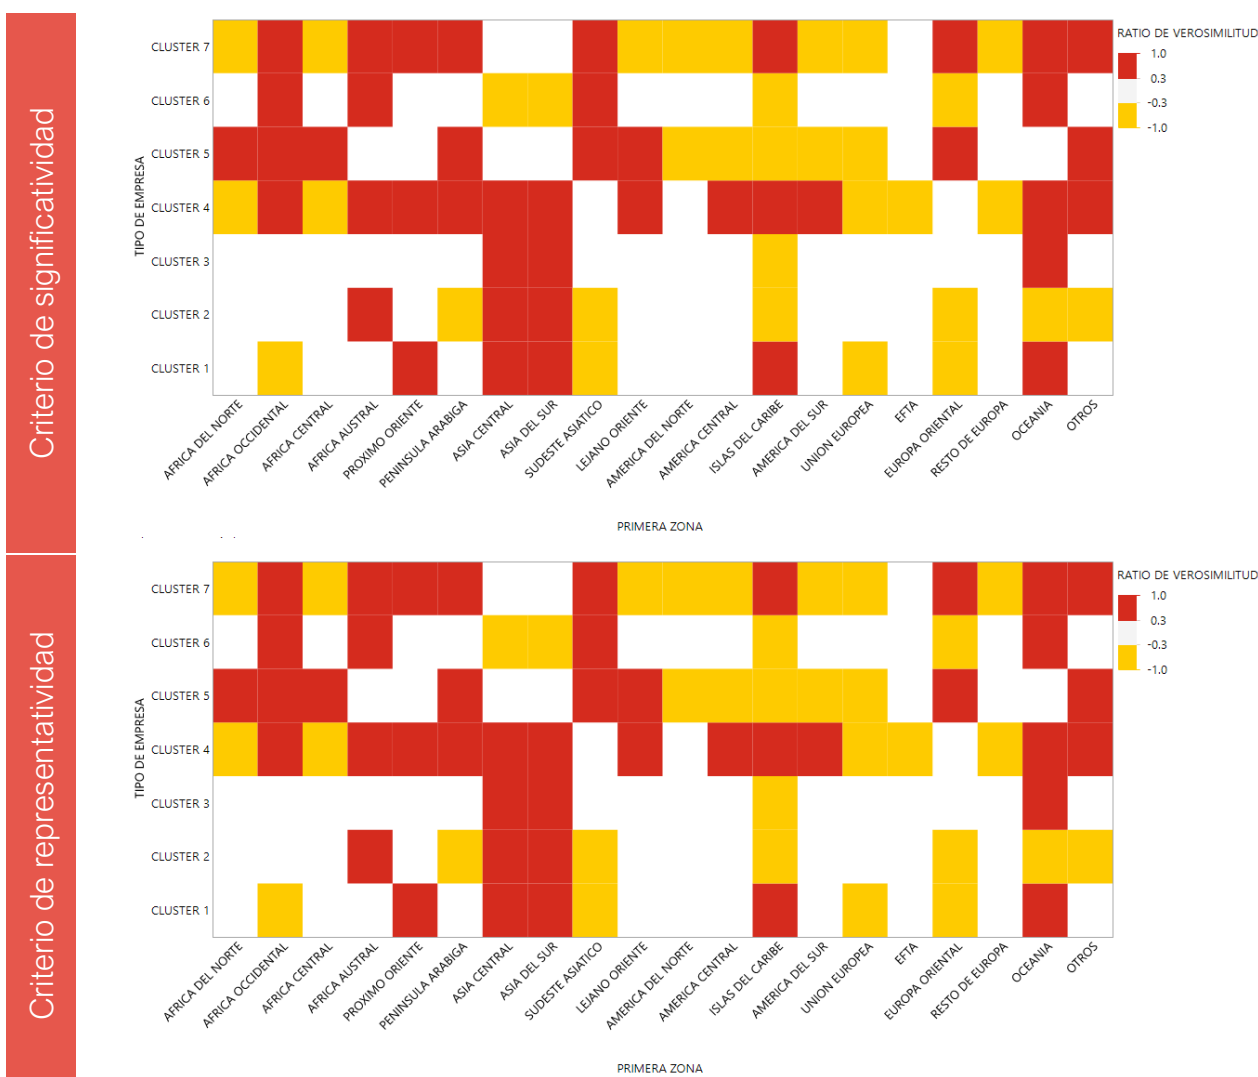 Criterio de significatividad
TIPO DE EMPRESA
CLUSTER 7
CLUSTER 6
CLUSTER 5
CLUSTER 4
CLUSTER 3
CLUSTER 2
CLUSTER 1
AFRICA DEL NORTE
AFRICA OCCIDENTAL
AFRICA CENTRAL
AFRICA AUSTRAL
PROXIMO ORIENTE
PENINSULA ARABIGA
ASIA CENTRAL
ASIA DEL SUR
SUDESTE ASIATICO
LEJANO ORIENTE
AMERICA DEL NORTE
AMERICA CENTRAL
ISLAS DEL CARIBE
AMERICA DEL SUR
UNION EUROPEA
EFTA
EUROPA ORIENTAL
RESTO DE EUROPA
OCEANIA
OTROS
PRIMERA ZONA
RATIO DE VEROSIMILITUD
1.0
0.3
-0.3
-1.0
Criterio de representatividad
TIPO DE EMPRESA
CLUSTER 7
CLUSTER 6
CLUSTER 5
CLUSTER 4
CLUSTER 3
CLUSTER 2
CLUSTER 1
AFRICA DEL NORTE
AFRICA OCCIDENTAL
AFRICA CENTRAL
AFRICA AUSTRAL
PROXIMO ORIENTE
PENINSULA ARABIGA
ASIA CENTRAL
ASIA DEL SUR
SUDESTE ASIATICO
LEJANO ORIENTE
AMERICA DEL NORTE
AMERICA CENTRAL
ISLAS DEL CARIBE
AMERICA DEL SUR
UNION EUROPEA
EFTA
EUROPA ORIENTAL
RESTO DE EUROPA
OCEANIA
OTROS
PRIMERA ZONA
RATIO DE VEROSIMILITUD
1.0
0.3
-0.3
-1.0